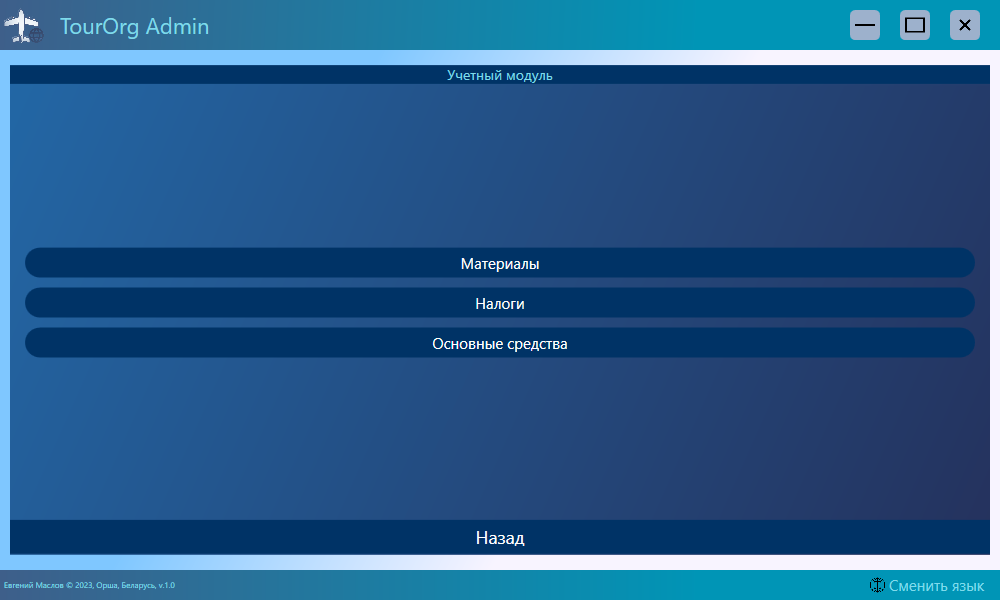 TourOrg Admin
Учетный модуль
Материалы
Налоги
Основные средства
Назад
Евгений Маслов © 2023, Орша, Беларусь, v.1.0
Сменить язык